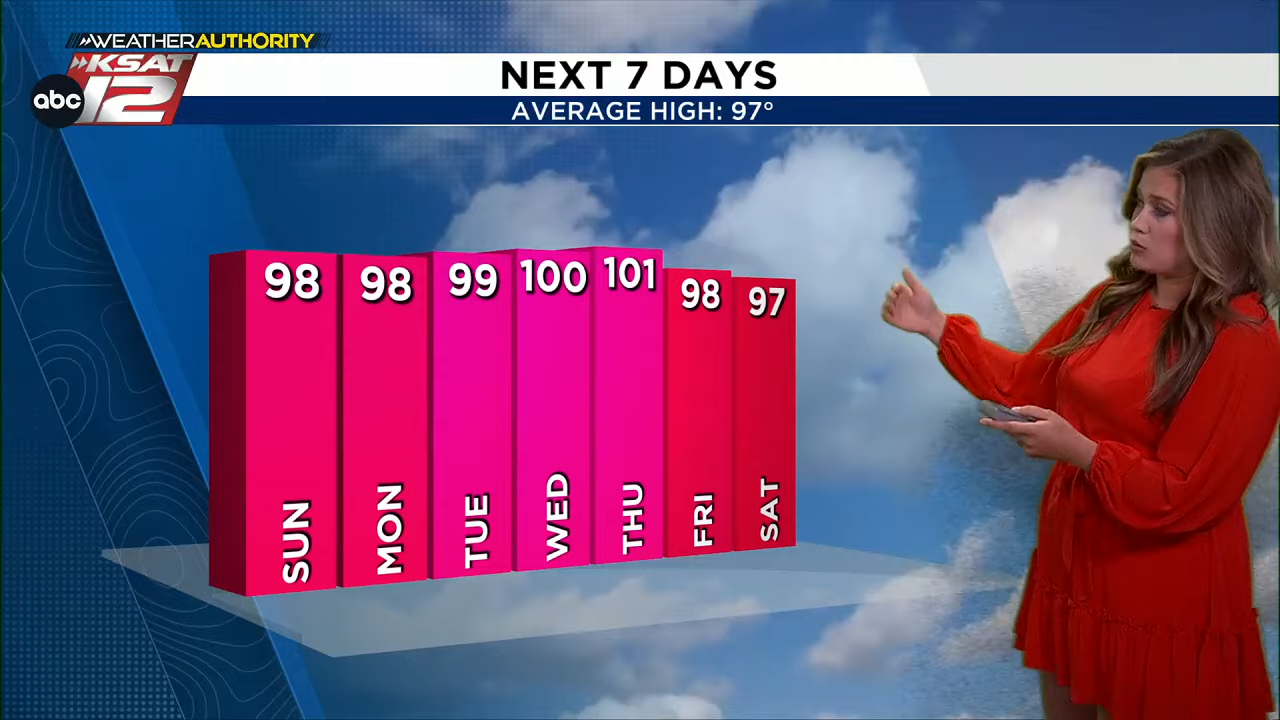 WEATHERAUTHORITY
KSAT
abc 12
NEXT 7 DAYS
AVERAGE HIGH: 97°
98 98 99 100 101 98 97
SUN MON TUE WED THU FRI SAT